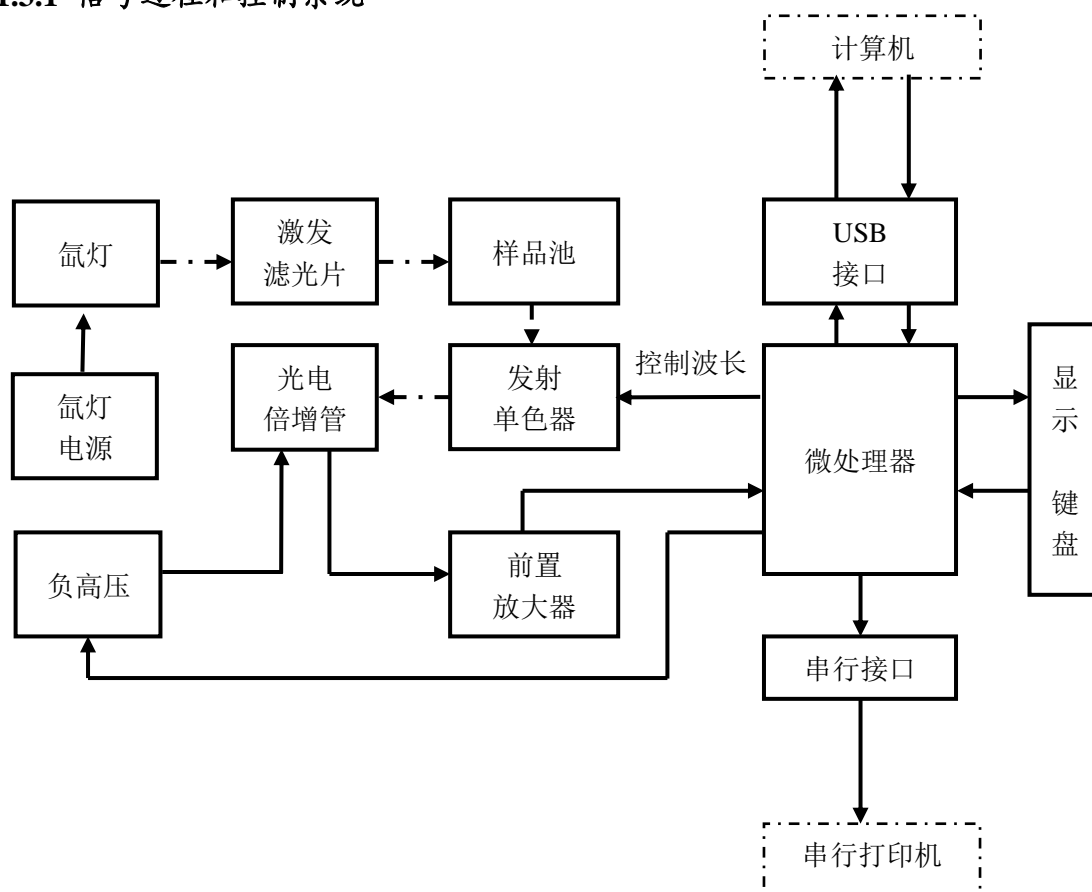 计算机
氙灯
激发
滤光片
样品池
USB
接口
氙灯
电源
光电
倍增管
发射
单色器
控制波长
微处理器
显
示
键
盘
负高压
前置
放大器
串行接口
串行打印机